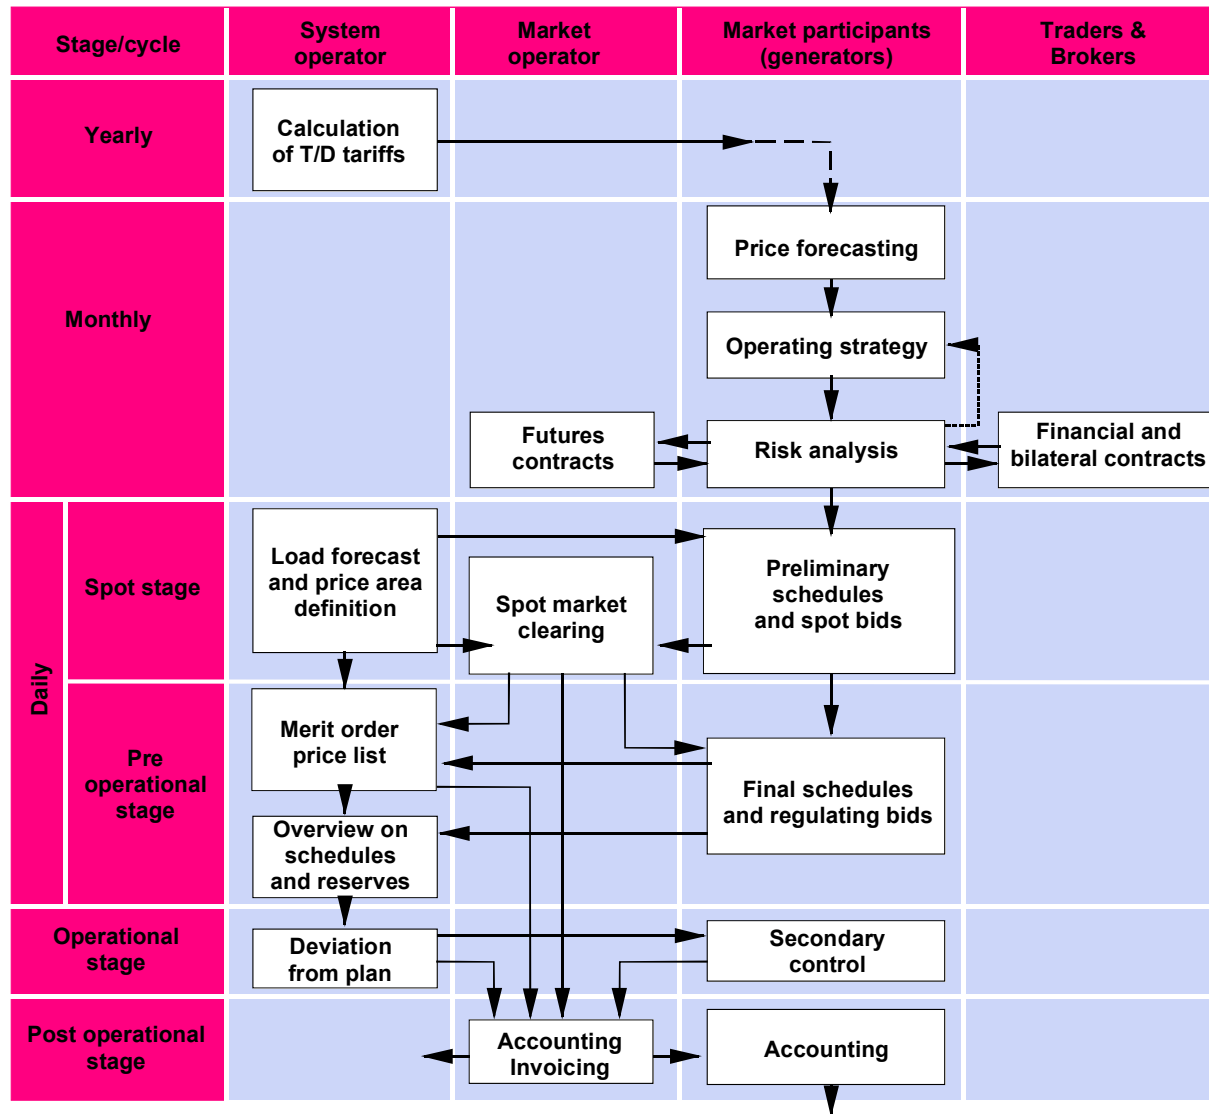 Stage/cycle
System
operator
Market
operator
Market participants
(generators)
Traders &
Brokers
Yearly
Calculation
of T/D tariffs
Monthly
Price forecasting
Operating strategy
Futures
contracts
Risk analysis
Financial and
bilateral contracts
Daily
Spot stage
Load forecast
and price area
definition
Spot market
clearing
Preliminary
schedules
and spot bids
Pre
operational
stage
Merit order
price list
Final schedules
and regulating bids
Overview on
schedules
and reserves
Operational
stage
Deviation
from plan
Secondary
control
Post operational
stage
Accounting
Invoicing
Accounting